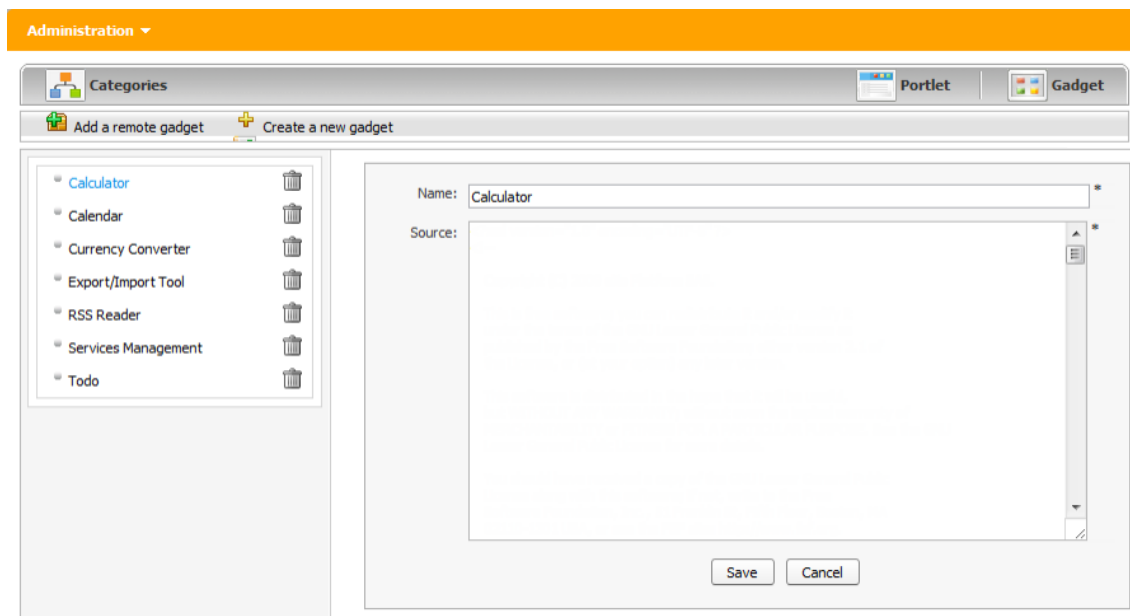 Administration
Categories Portlet Gadget
Add a remote gadget Create a new gadget
Calculator
Calendar
Currency Converter
Export/Import Tool
RSS Reader
Services Management
Todo
Name: Calculator *
Source: *
Save Cancel